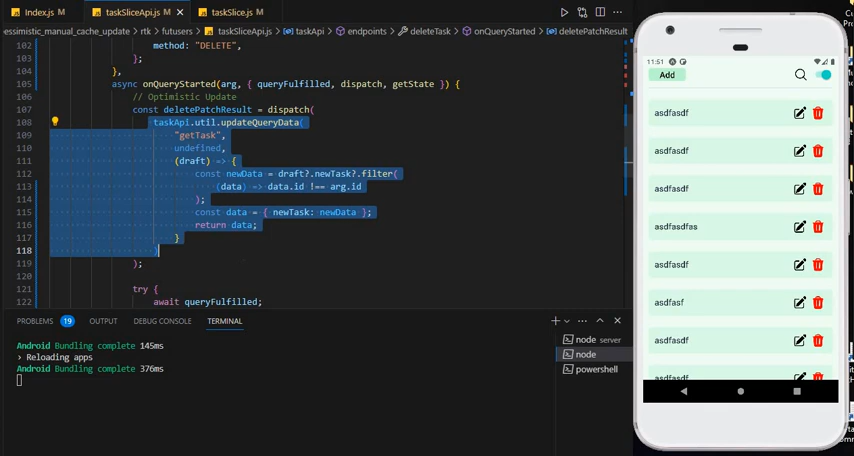 Index.js M
taskSliceApi.js M
taskSlice.js M
essimistic_manual_cache_update > rtk > futusers > taskSliceApi.js > taskApi > endpoints > deleteTask > onQueryStarted > deletePatchResult
102 method: "DELETE",
103 };
104 },
105 async onQueryStarted(arg, { queryFulfilled, dispatch, getState }) {
106 // Optimistic Update
107 const deletePatchResult = dispatch(
108 taskApi.util.updateQueryData(
109 "getTask",
110 undefined,
111 (draft) => {
112 const newData = draft?.newTask?.filter(
113 (data) => data.id !== arg.id
114 );
115 const data = { newTask: newData };
116 return data;
117 }
118 )
119 );
120
121 try {
122 await queryFulfilled;
PROBLEMS 19 OUTPUT DEBUG CONSOLE TERMINAL
Android Bundling complete 145ms
› Reloading apps
Android Bundling complete 376ms
node server
node
powershell
11:51
Add
asdfasdf
asdfasdf
asdfasdf
asdfasdfas
asdfasdf
asdfasf
asdfasdf
asdfasdf